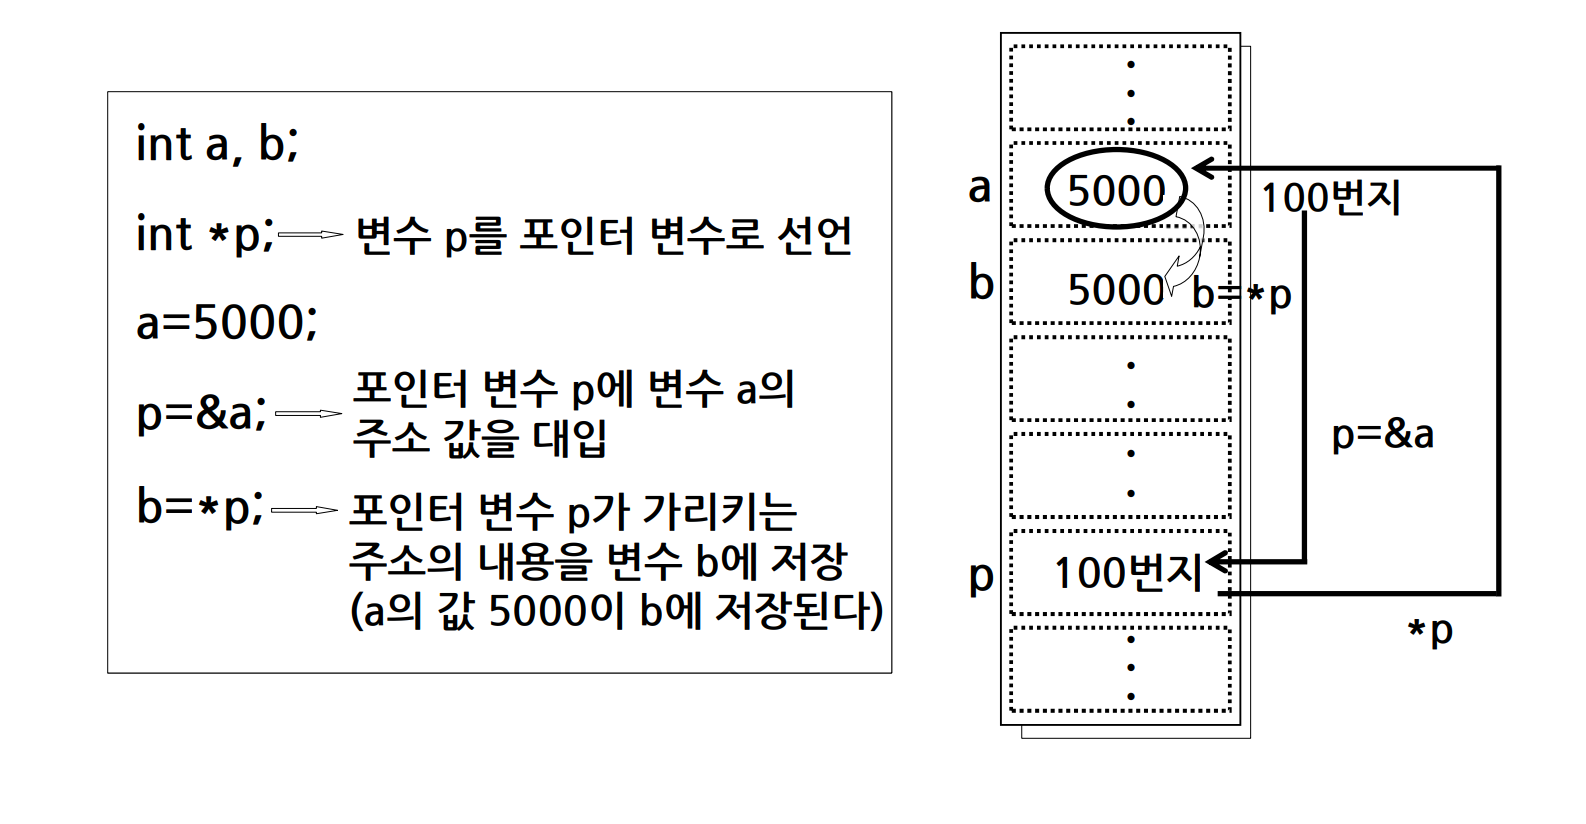 int a, b;
int *p; 변수 p를 포인터 변수로 선언
a=5000;
p=&a; 포인터 변수 p에 변수 a의
주소 값을 대입
b=*p; 포인터 변수 p가 가리키는
주소의 내용을 변수 b에 저장
(a의 값 5000이 b에 저장된다)
a 5000 100번지
b 5000 b=*p
p=&a
p 100번지
*p